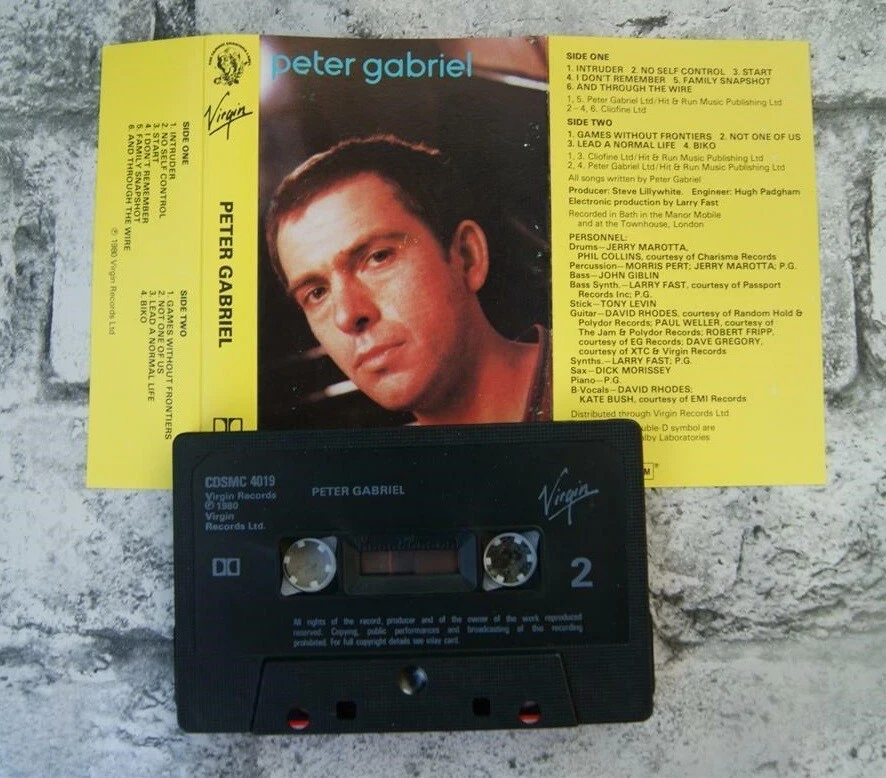 Virgin
SIDE ONE
1. INTRUDER
2. NO SELF CONTROL
3. START
4. I DON'T REMEMBER
5. FAMILY SNAPSHOT
6. AND THROUGH THE WIRE
SIDE TWO
1. GAMES WITHOUT FRONTIERS
2. NOT ONE OF US
3. LEAD A NORMAL LIFE
4. BIKO
℗ 1980 Virgin Records Ltd
PETER GABRIEL
peter gabriel
SIDE ONE
1. INTRUDER 2. NO SELF CONTROL 3. START
4. I DON'T REMEMBER 5. FAMILY SNAPSHOT
6. AND THROUGH THE WIRE
1, 5. Peter Gabriel Ltd/Hit & Run Music Publishing Ltd
2-4, 6. Cliofine Ltd
SIDE TWO
1. GAMES WITHOUT FRONTIERS 2. NOT ONE OF US
3. LEAD A NORMAL LIFE 4. BIKO
1, 3. Cliofine Ltd/Hit & Run Music Publishing Ltd
2, 4. Peter Gabriel Ltd/Hit & Run Music Publishing Ltd
All songs written by Peter Gabriel
Producer: Steve Lillywhite. Engineer: Hugh Padgham
Electronic production by Larry Fast
Recorded in Bath in the Manor Mobile
and at the Townhouse, London
PERSONNEL:
Drums—JERRY MAROTTA,
PHIL COLLINS, courtesy of Charisma Records
Percussion—MORRIS PERT; JERRY MAROTTA; P.G.
Bass—JOHN GIBLIN
Bass Synth.—LARRY FAST, courtesy of Passport
Records Inc; P.G.
Stick—TONY LEVIN
Guitar—DAVID RHODES, courtesy of Random Hold &
Polydor Records; PAUL WELLER, courtesy of
The Jam & Polydor Records; ROBERT FRIPP,
courtesy of EG Records; DAVE GREGORY,
courtesy of XTC & Virgin Records
Synths.—LARRY FAST; P.G.
Sax—DICK MORISSEY
Piano—P.G.
B-Vocals—DAVID RHODES;
KATE BUSH, courtesy of EMI Records
Distributed through Virgin Records Ltd
symbol are
Laboratories
CDSMC 4019
Virgin Records
℗ 1980
Virgin
Records Ltd.
PETER GABRIEL
Virgin
2
All rights of the record, producer and of the owner of the work reproduced
reserved. Copying, public performances and broadcasting of this recording
prohibited. For full copyright details see inlay card.